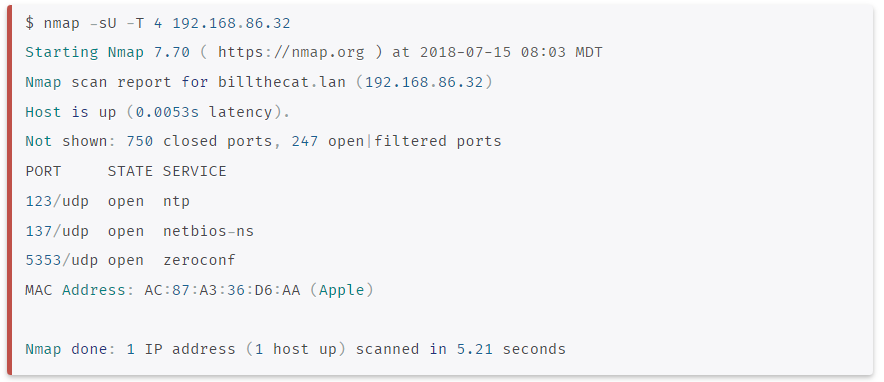 $ nmap -sU -T 4 192.168.86.32
Starting Nmap 7.70 ( https://nmap.org ) at 2018-07-15 08:03 MDT
Nmap scan report for billthecat.lan (192.168.86.32)
Host is up (0.0053s latency).
Not shown: 750 closed ports, 247 open|filtered ports
PORT     STATE SERVICE
123/udp  open  ntp
137/udp  open  netbios-ns
5353/udp open  zeroconf
MAC Address: AC:87:A3:36:D6:AA (Apple)
Nmap done: 1 IP address (1 host up) scanned in 5.21 seconds